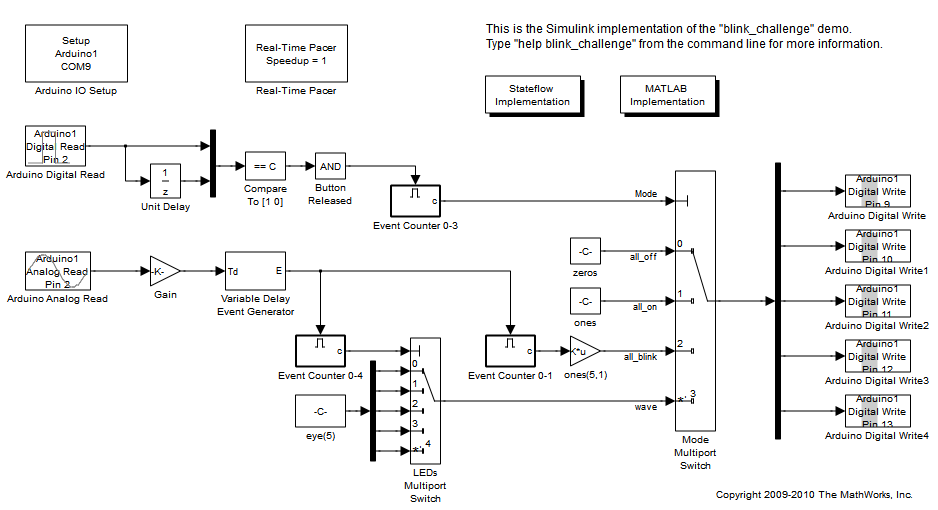 This is the Simulink implementation of the "blink_challenge" demo.
Type "help blink_challenge" from the command line for more information.
Setup
Arduino1
COM9
Arduino IO Setup
Real-Time Pacer
Speedup = 1
Real-Time Pacer
Stateflow
Implementation
MATLAB
Implementation
Arduino1
Digital Read
Pin 2
Arduino Digital Read
1
z
Unit Delay
== C
Compare
To [1 0]
AND
Button
Released
c
Event Counter 0-3
Mode
-C-
zeros
all_off
0
-C-
ones
all_on
1
Arduino1
Analog Read
Pin 2
Arduino Analog Read
-K-
Gain
Td
E
Variable Delay
Event Generator
c
Event Counter 0-4
c
Event Counter 0-1
K*u
ones(5,1)
all_blink
2
-C-
eye(5)
0
1
2
3
*, 4
LEDs
Multiport
Switch
wave
*, 3
Mode
Multiport
Switch
Arduino1
Digital Write
Pin 9
Arduino Digital Write
Arduino1
Digital Write
Pin 10
Arduino Digital Write1
Arduino1
Digital Write
Pin 11
Arduino Digital Write2
Arduino1
Digital Write
Pin 12
Arduino Digital Write3
Arduino1
Digital Write
Pin 13
Arduino Digital Write4
Copyright 2009-2010 The MathWorks, Inc.